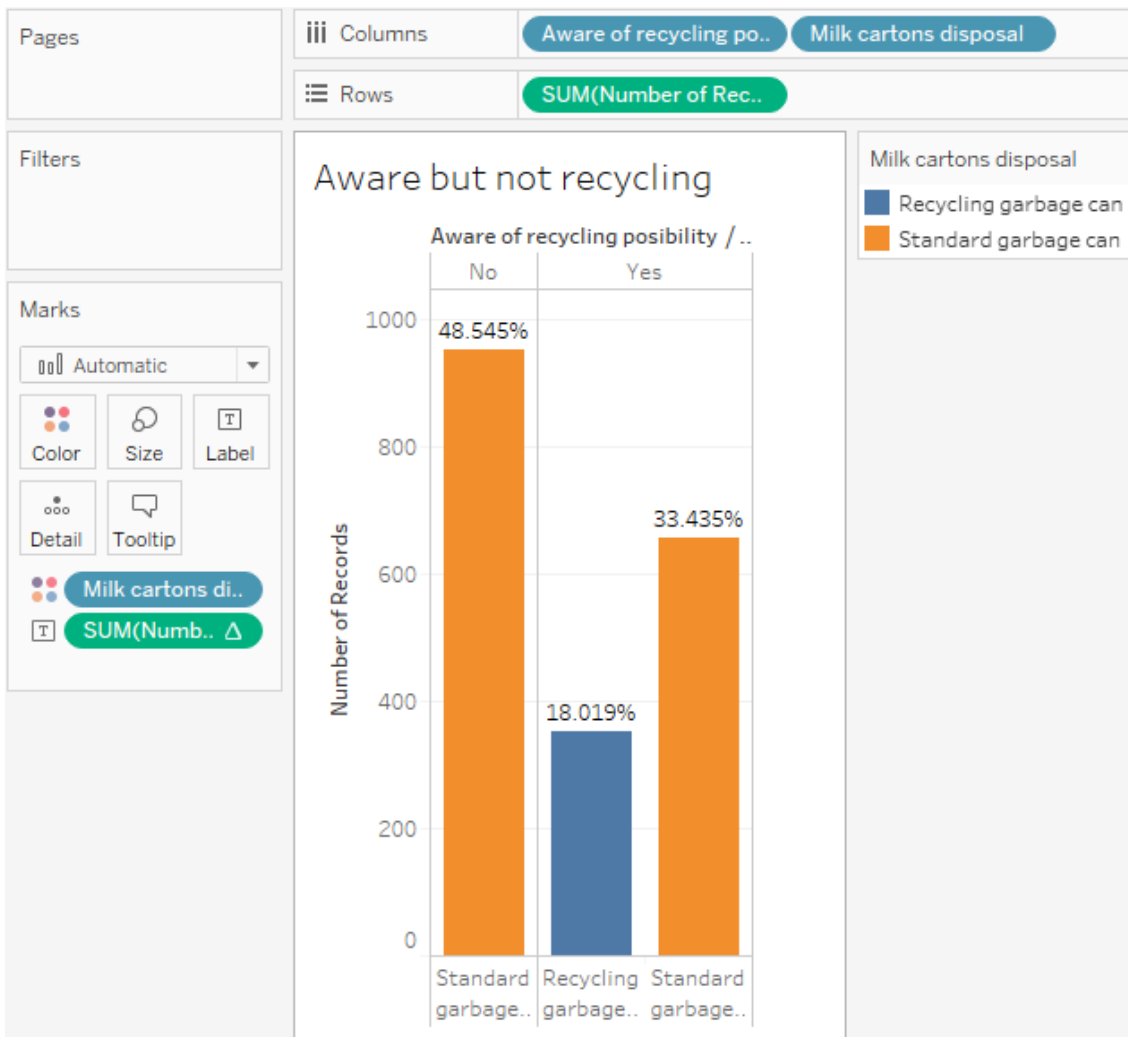 Pages
Columns
Aware of recycling po..
Milk cartons disposal
Rows
SUM(Number of Rec..
Filters
Marks
Automatic
Color
Size
T
Label
Detail
Tooltip
Milk cartons di..
T
SUM(Numb.. Δ
Aware but not recycling
Aware of recycling posibility / ..
No
Yes
Number of Records
1000
800
600
400
200
0
48.545%
18.019%
33.435%
Standard
garbage..
Recycling
garbage..
Standard
garbage..
Milk cartons disposal
Recycling garbage can
Standard garbage can